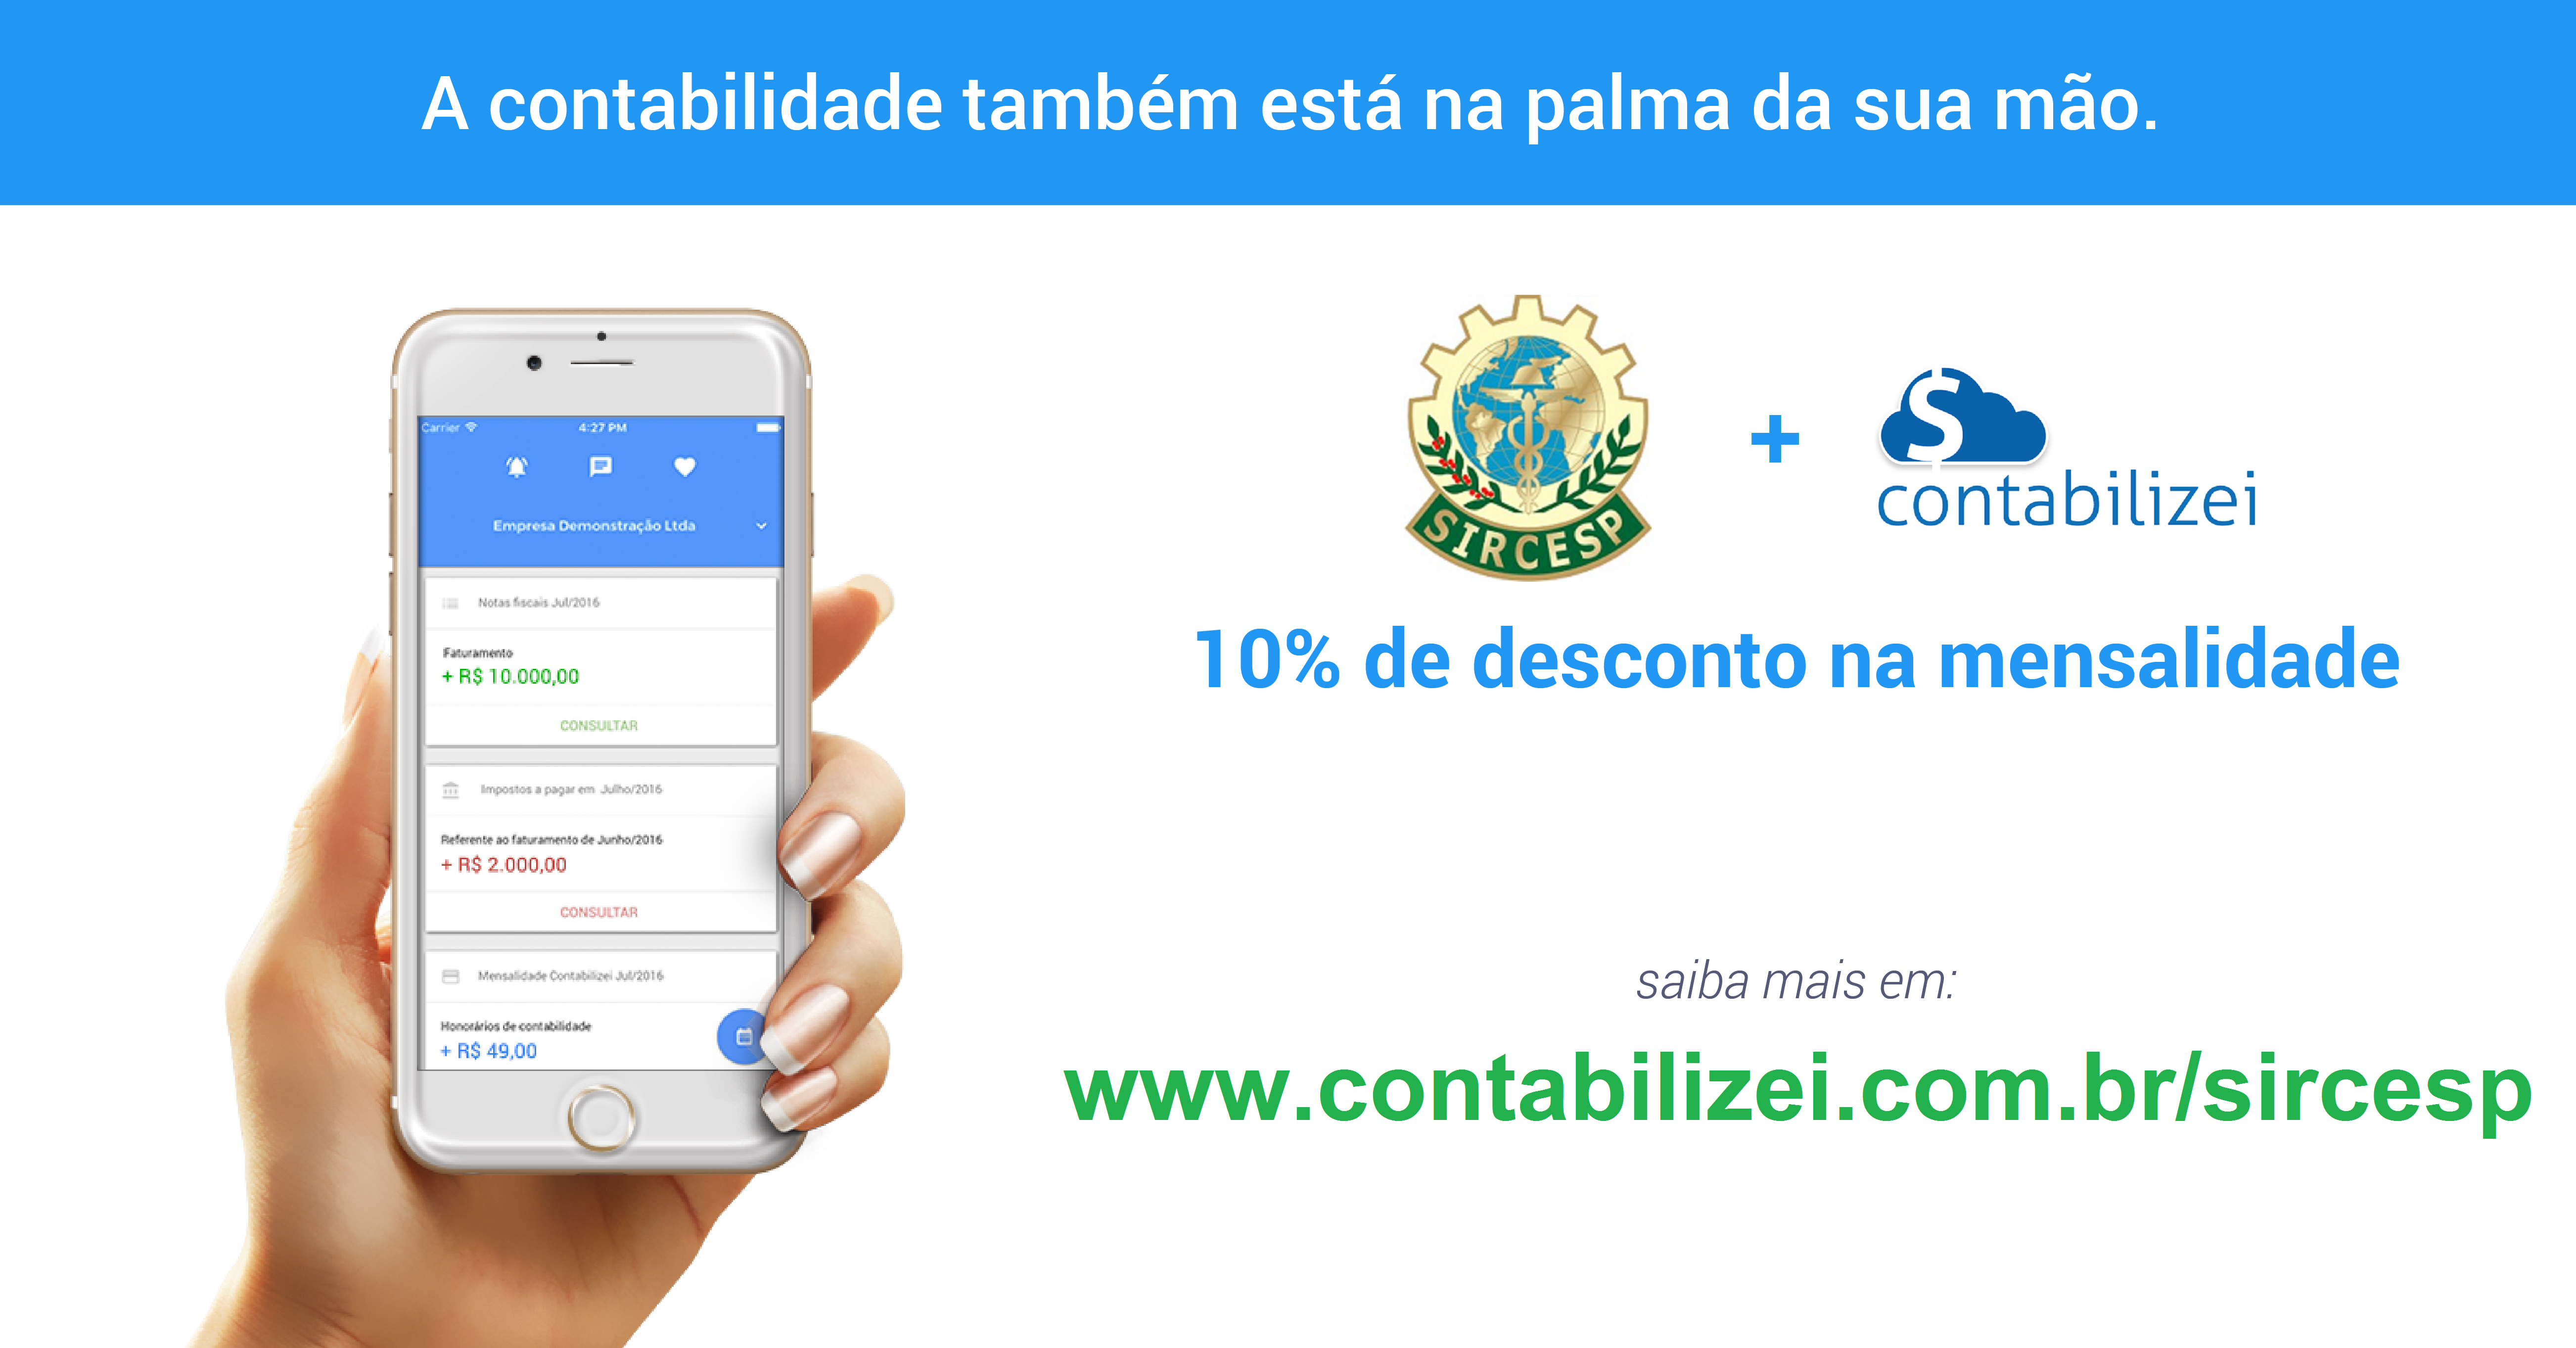 A contabilidade também está na palma da sua mão.
Carrier 4:27 PM
Empresa Demonstração Ltda
Notas fiscais Jul/2016
Faturamento
+ R$ 10.000,00
CONSULTAR
Impostos a pagar em Julho/2016
Referente ao faturamento de Junho/2016
+ R$ 2.000,00
CONSULTAR
Mensalidade Contabilizei Jul/2016
Honorários de contabilidade
+ R$ 49,00
SIRCESP
+
contabilizei
10% de desconto na mensalidade
saiba mais em:
www.contabilizei.com.br/sircesp